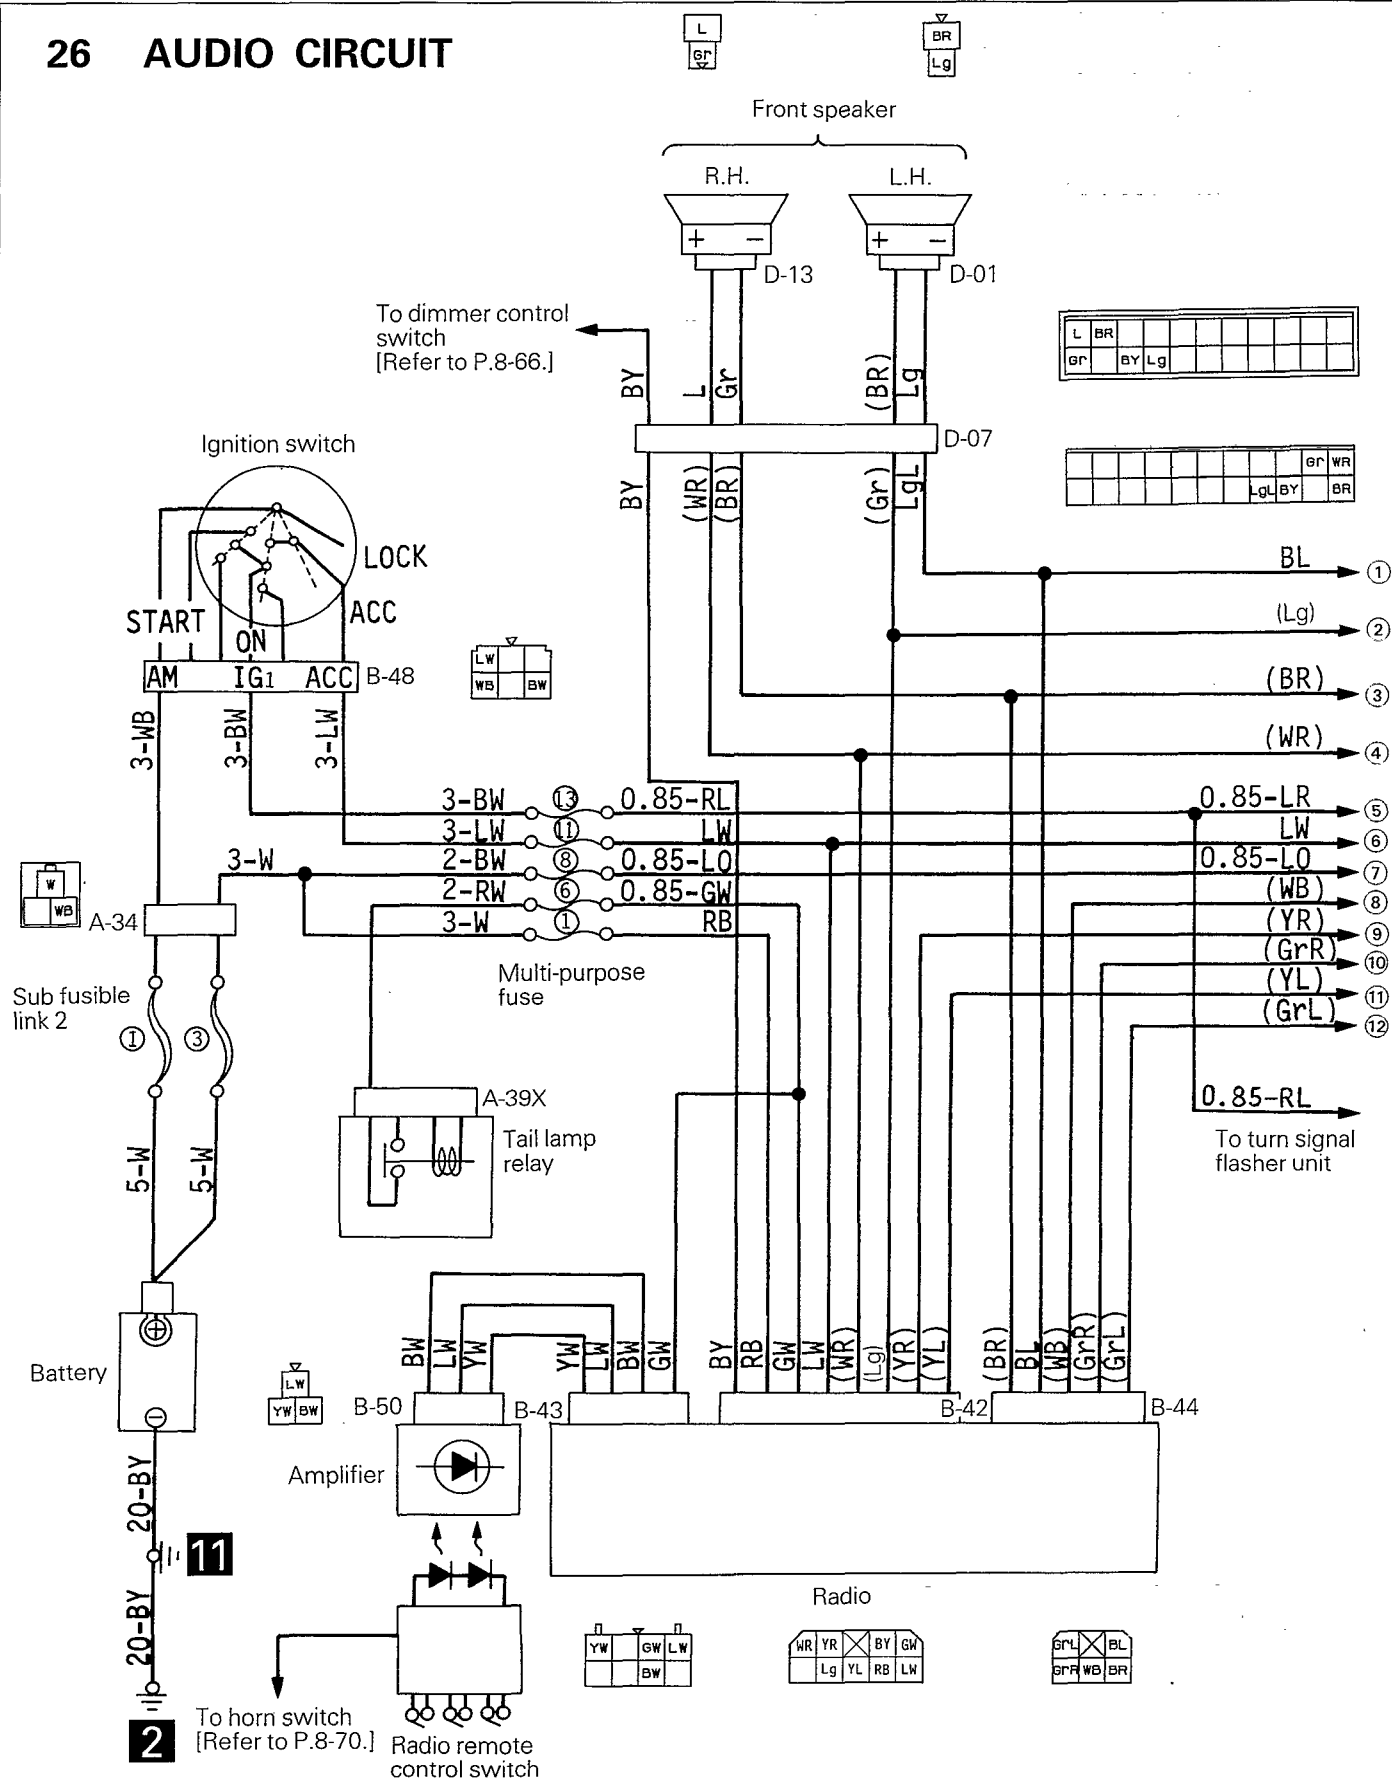 26 AUDIO CIRCUIT
L
Gr
BR
Lg
Front speaker
R.H.
L.H.
+ −
+ −
D-13
D-01
To dimmer control
switch
[Refer to P.8-66.]
BY
L
Gr
(BR)
Lg
L BR
Gr BY Lg
D-07
BY
(WR)
(BR)
(Gr)
LgL
Gr WR
LgL BY BR
Ignition switch
LOCK
ACC
START
ON
AM IG1 ACC
B-48
LW
WB BW
3-WB
3-BW
3-LW
BL ①
(Lg) ②
(BR) ③
(WR) ④
3-BW ⑬ 0.85-RL 0.85-LR ⑤
3-LW ⑪ LW LW ⑥
3-W 2-BW ⑧ 0.85-LO 0.85-LO ⑦
2-RW ⑥ 0.85-GW (WB) ⑧
3-W ① RB (YR) ⑨
(GrR) ⑩
(YL) ⑪
(GrL) ⑫
W
WB
A-34
Multi-purpose
fuse
Sub fusible
link 2
① ③
5-W
5-W
A-39X
Tail lamp
relay
0.85-RL
To turn signal
flasher unit
Battery
+
−
BW
LW
YW
YW
LW
BW
GW
BY
RB
GW
LW
(WR)
(Lg)
(YR)
(YL)
(BR)
BL
(WB)
(GrR)
(GrL)
LW
YW BW
B-50
B-43
B-42
B-44
Amplifier
20-BY
11
20-BY
2
Radio
To horn switch
[Refer to P.8-70.]
Radio remote
control switch
YW GW LW
BW
WR YR BY GW
Lg YL RB LW
GrL BL
GrR WB BR